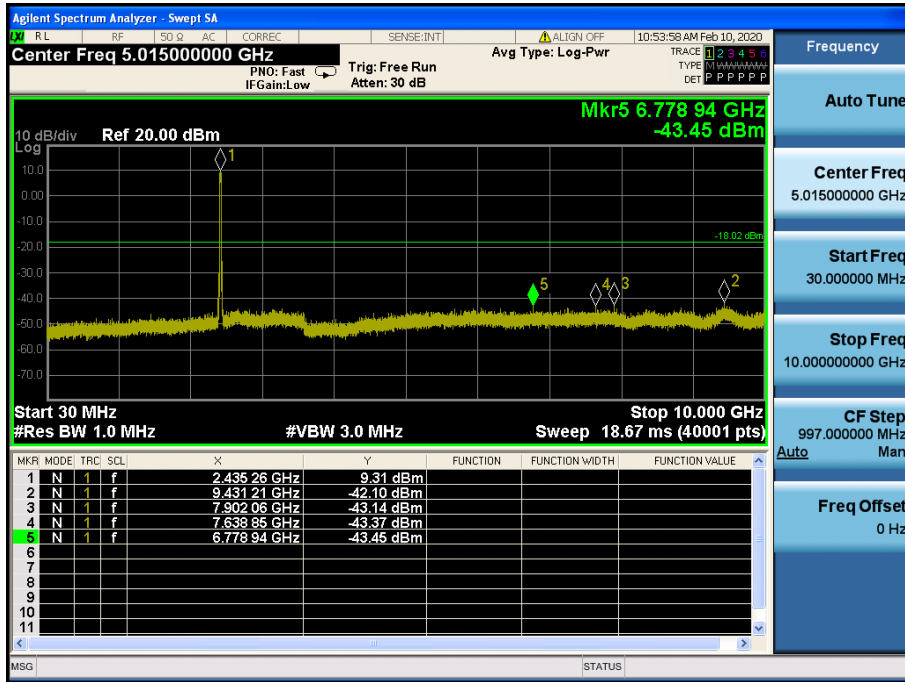 Agilent Spectrum Analyzer - Swept SA
LXI RL RF 50 Ω AC CORREC SENSE:INT ALIGN OFF 10:53:58 AM Feb 10, 2020
Center Freq 5.015000000 GHz Avg Type: Log-Pwr TRACE 1 2 3 4 5 6
PNO: Fast Trig: Free Run TYPE M W W W W W
IFGain:Low Atten: 30 dB DET P P P P P P
Mkr5 6.778 94 GHz
-43.45 dBm
10 dB/div Ref 20.00 dBm
Log
1
10.0
0.00
-10.0
-18.02 dBm
-20.0
-30.0
5 4 3 2
-40.0
-50.0
-60.0
-70.0
Start 30 MHz Stop 10.000 GHz
#Res BW 1.0 MHz #VBW 3.0 MHz Sweep 18.67 ms (40001 pts)
MKR MODE TRC SCL X Y FUNCTION FUNCTION WIDTH FUNCTION VALUE
1 N 1 f 2.435 26 GHz 9.31 dBm
2 N 1 f 9.431 21 GHz -42.10 dBm
3 N 1 f 7.902 06 GHz -43.14 dBm
4 N 1 f 7.638 85 GHz -43.37 dBm
5 N 1 f 6.778 94 GHz -43.45 dBm
6
7
8
9
10
11
MSG STATUS
Frequency
Auto Tune
Center Freq
5.015000000 GHz
Start Freq
30.000000 MHz
Stop Freq
10.000000000 GHz
CF Step
997.000000 MHz
Auto Man
Freq Offset
0 Hz